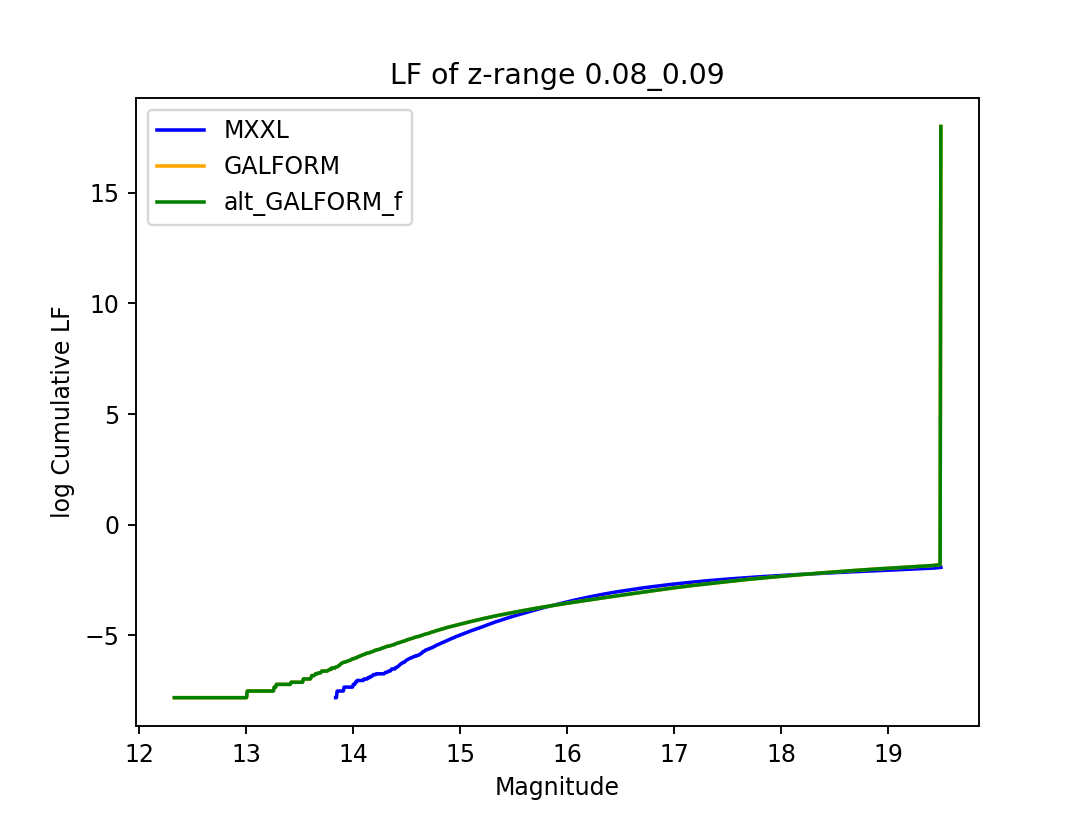 LF of z-range 0.08_0.09
MXXL
GALFORM
alt_GALFORM_f
log Cumulative LF
15
10
5
0
−5
12 13 14 15 16 17 18 19
Magnitude